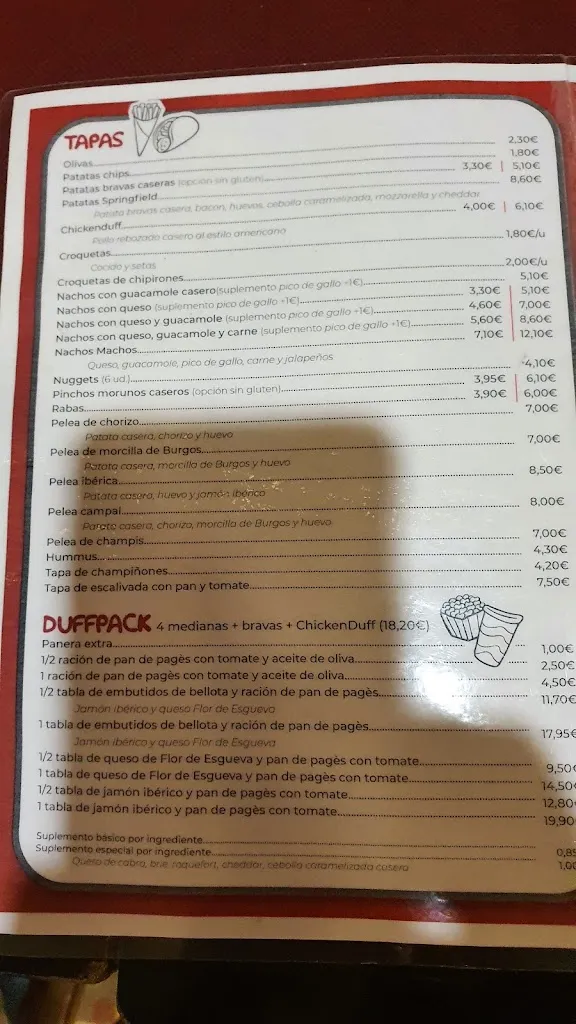 TAPAS
Olivas 2,30€
Patatas chips 1,80€
Patatas bravas caseras (opción sin gluten) 3,30€ | 5,10€
Patatas Springfield 8,60€
Patata bravas casera, bacon, huevos, cebolla caramelizada, mozzarella y cheddar
Chickenduff 4,00€ | 6,10€
Pollo rebozado casero al estilo americano
Croquetas 1,80€/u
Cocido y setas
Croquetas de chipirones 2,00€/u
Nachos con guacamole casero(suplemento pico de gallo +1€) 5,10€
Nachos con queso (suplemento pico de gallo +1€) 3,30€ | 5,10€
Nachos con queso y guacamole (suplemento pico de gallo +1€) 4,60€ | 7,00€
Nachos con queso, guacamole y carne (suplemento pico de gallo +1€) 5,60€ | 8,60€
Nachos Machos 7,10€ | 12,10€
Queso, guacamole, pico de gallo, carne y jalapeños
Nuggets (6 ud.) 4,10€
Pinchos morunos caseros (opción sin gluten) 3,95€ | 6,10€
Rabas 3,90€ | 6,00€
Pelea de chorizo 7,00€
Patata casera, chorizo y huevo
Pelea de morcilla de Burgos 7,00€
Patata casera, morcilla de Burgos y huevo
Pelea ibérica 8,50€
Patata casera, huevo y jamón ibérico
Pelea campal 8,00€
Patata casera, chorizo, morcilla de Burgos y huevo
Pelea de champis 7,00€
Hummus 4,30€
Tapa de champiñones 4,20€
Tapa de escalivada con pan y tomate 7,50€
DUFFPACK 4 medianas + bravas + ChickenDuff (18,20€)
Panera extra 1,00€
1/2 ración de pan de pagès con tomate y aceite de oliva 2,50€
1 ración de pan de pagès con tomate y aceite de oliva 4,50€
1/2 tabla de embutidos de bellota y ración de pan de pagès 11,70€
Jamón ibérico y queso Flor de Esgueva
1 tabla de embutidos de bellota y ración de pan de pagès 17,95€
Jamón ibérico y queso Flor de Esgueva
1/2 tabla de queso de Flor de Esgueva y pan de pagès con tomate 9,50
1 tabla de queso de Flor de Esgueva y pan de pagès con tomate 14,50
1/2 tabla de jamón ibérico y pan de pagès con tomate 12,80
1 tabla de jamón ibérico y pan de pagès con tomate 19,90
Suplemento básico por ingrediente 0,85
Suplemento especial por ingrediente 1,00
Queso de cabra, brie, roquefort, cheddar, cebolla caramelizada casera